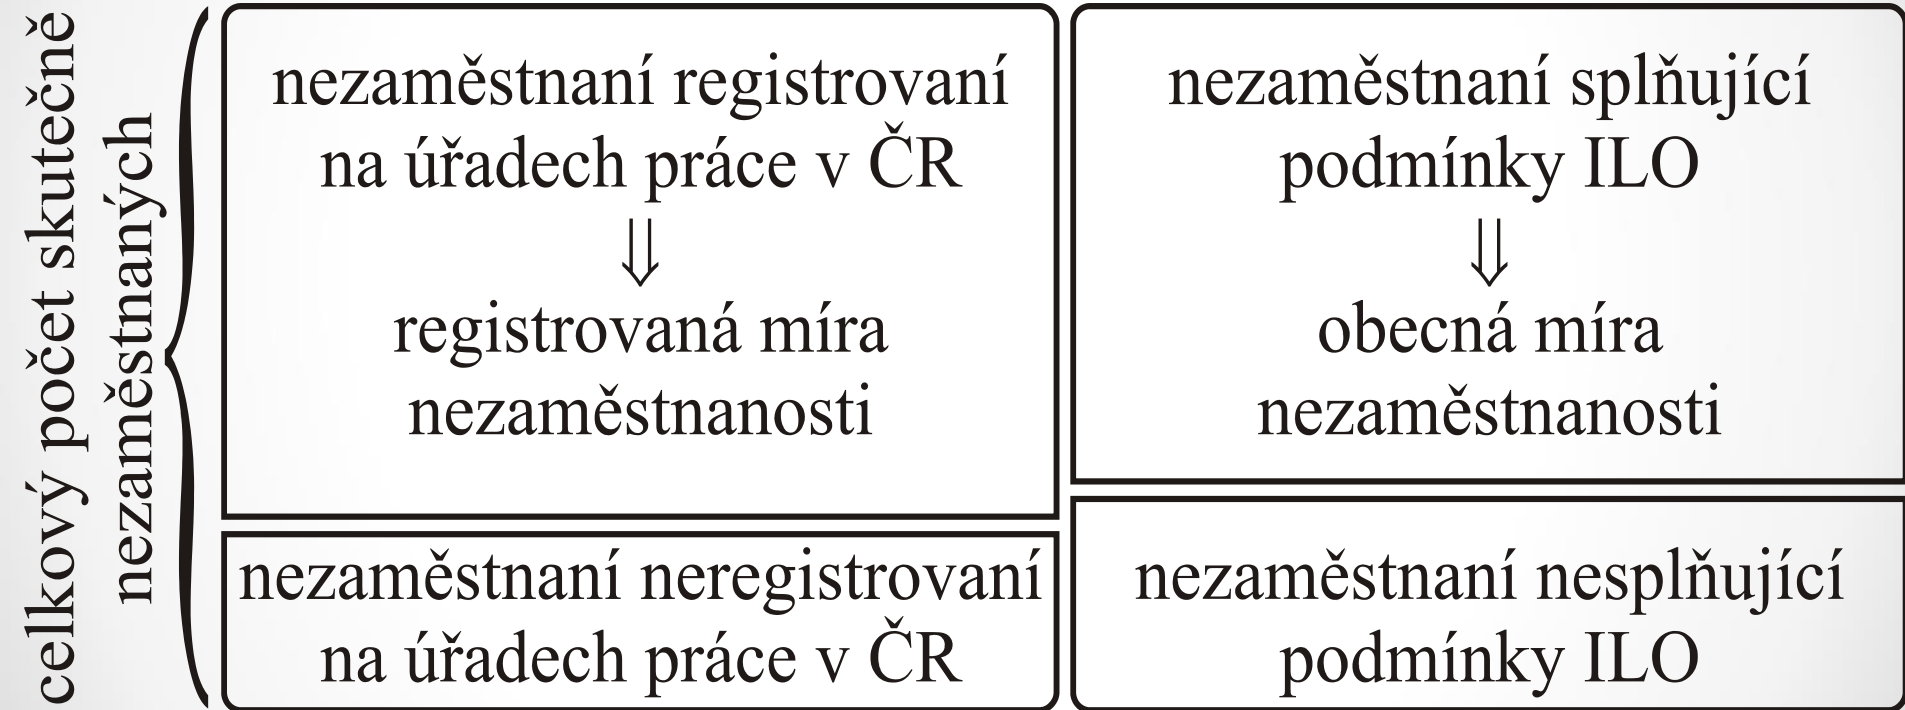 celkový počet skutečně
nezaměstnaných
nezaměstnaní registrovaní
na úřadech práce v ČR
⇓
registrovaná míra
nezaměstnanosti
nezaměstnaní neregistrovaní
na úřadech práce v ČR
nezaměstnaní splňující
podmínky ILO
⇓
obecná míra
nezaměstnanosti
nezaměstnaní nesplňující
podmínky ILO